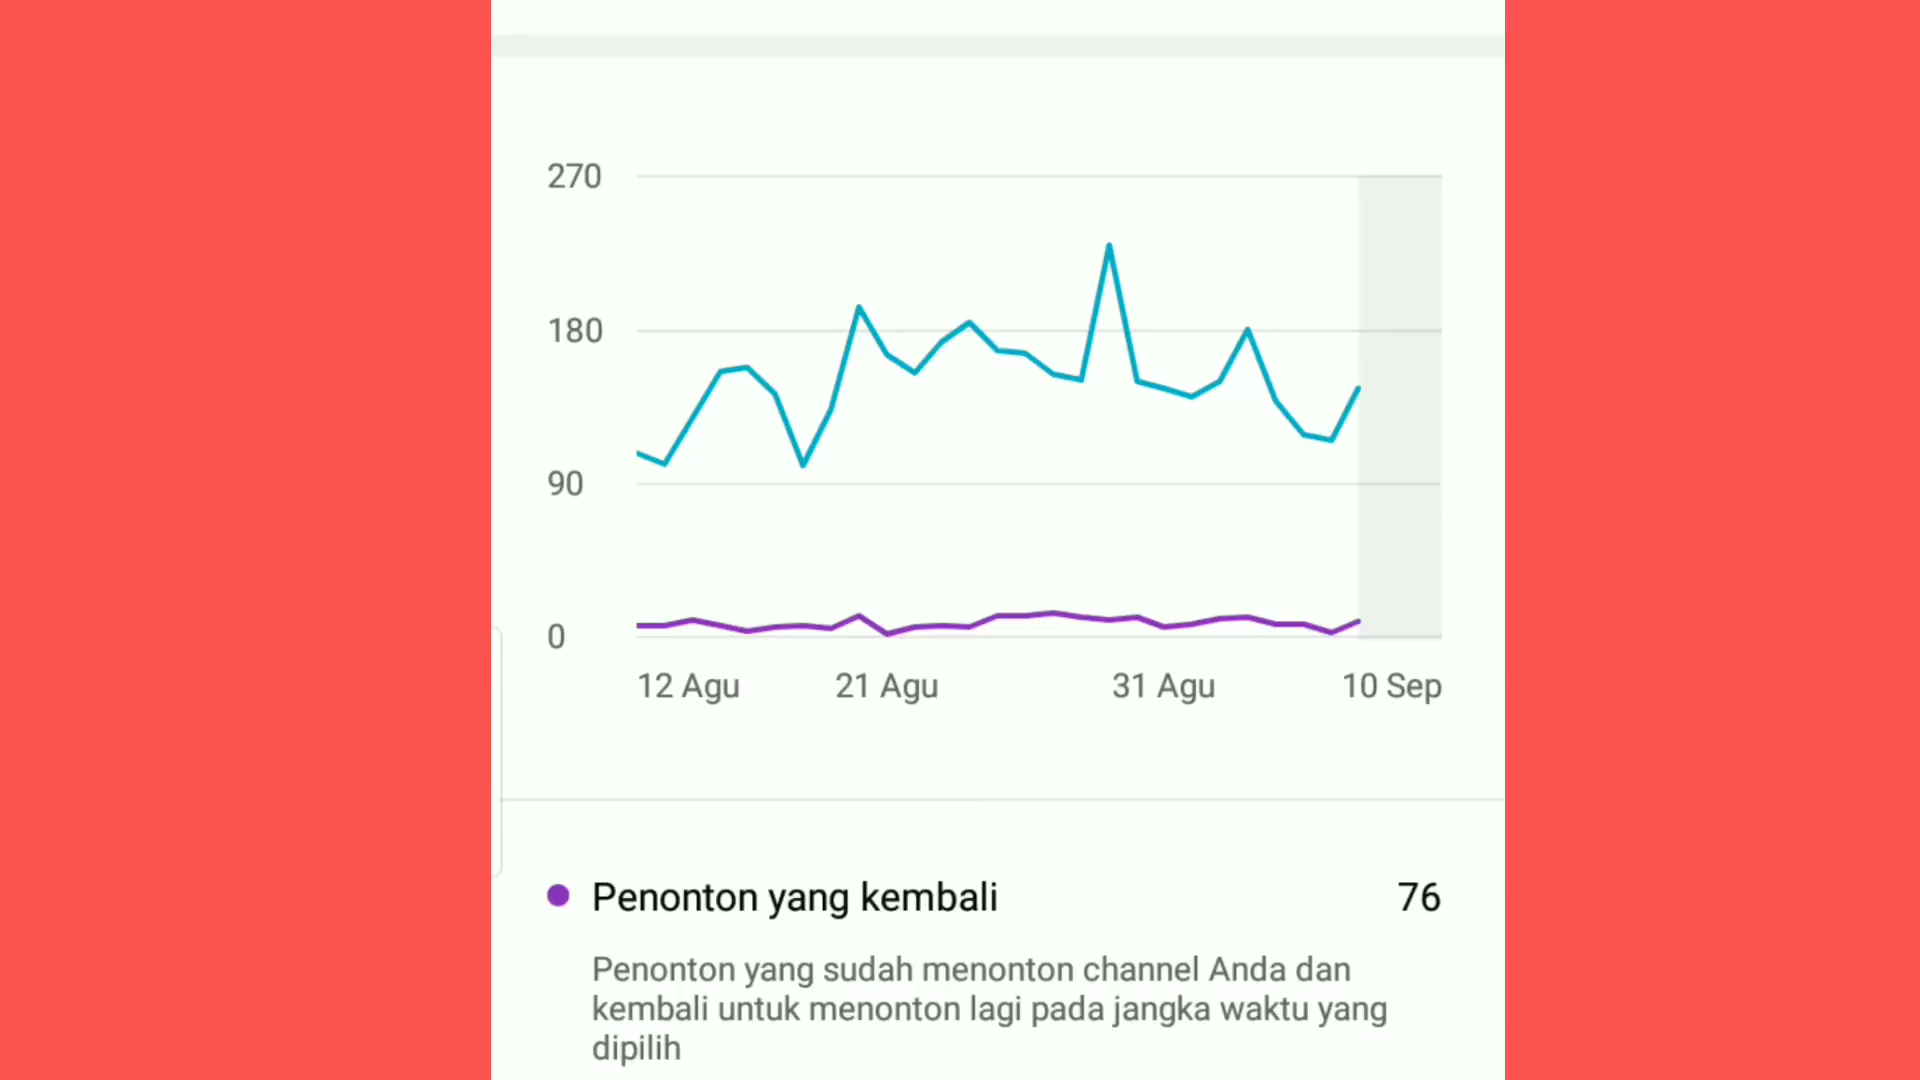 270
180
90
0
12 Agu 21 Agu 31 Agu 10 Sep
Penonton yang kembali 76
Penonton yang sudah menonton channel Anda dan
kembali untuk menonton lagi pada jangka waktu yang
dipilih